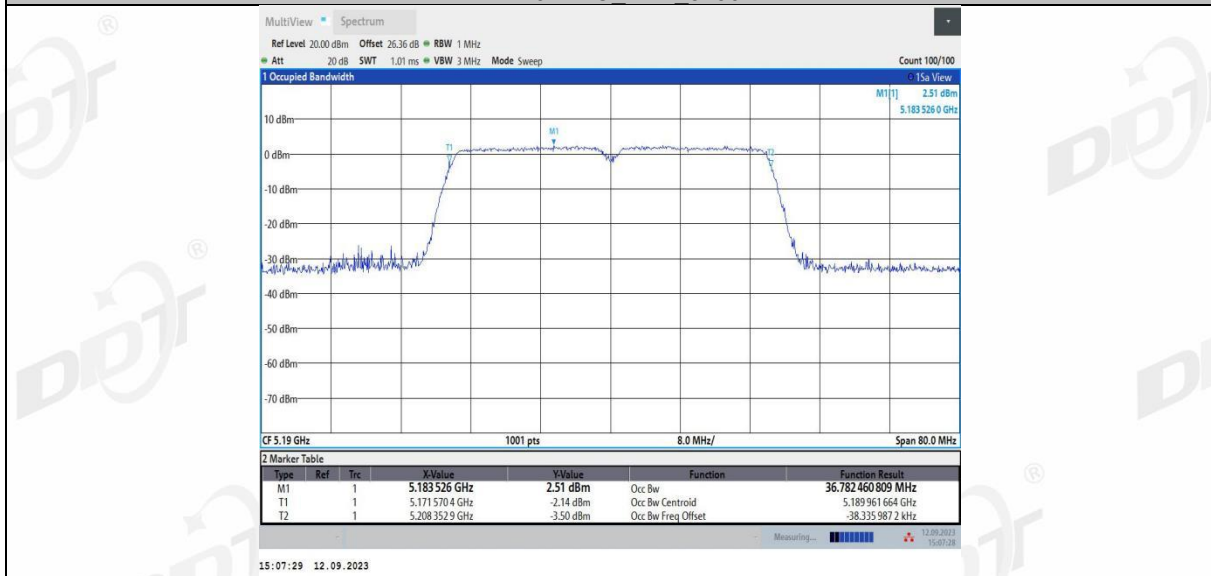 MultiView Spectrum
Ref Level 20.00 dBm Offset 26.36 dB RBW 1 MHz
Att 20 dB SWT 1.01 ms VBW 3 MHz Mode Sweep Count 100/100
1 Occupied Bandwidth 1Sa View
M1[1] 2.51 dBm
5.183 526 0 GHz
10 dBm
M1
T1
0 dBm
T2
-10 dBm
-20 dBm
-30 dBm
-40 dBm
-50 dBm
-60 dBm
-70 dBm
CF 5.19 GHz 1001 pts 8.0 MHz/ Span 80.0 MHz
2 Marker Table
Type Ref Trc X-Value Y-Value Function Function Result
M1 1 5.183 526 GHz 2.51 dBm Occ Bw 36.782 460 809 MHz
T1 1 5.171 570 4 GHz -2.14 dBm Occ Bw Centroid 5.189 961 664 GHz
T2 1 5.208 352 9 GHz -3.50 dBm Occ Bw Freq Offset -38.335 987 2 kHz
Measuring... 12.09.2023
15:07:28
15:07:29 12.09.2023
DDT ®